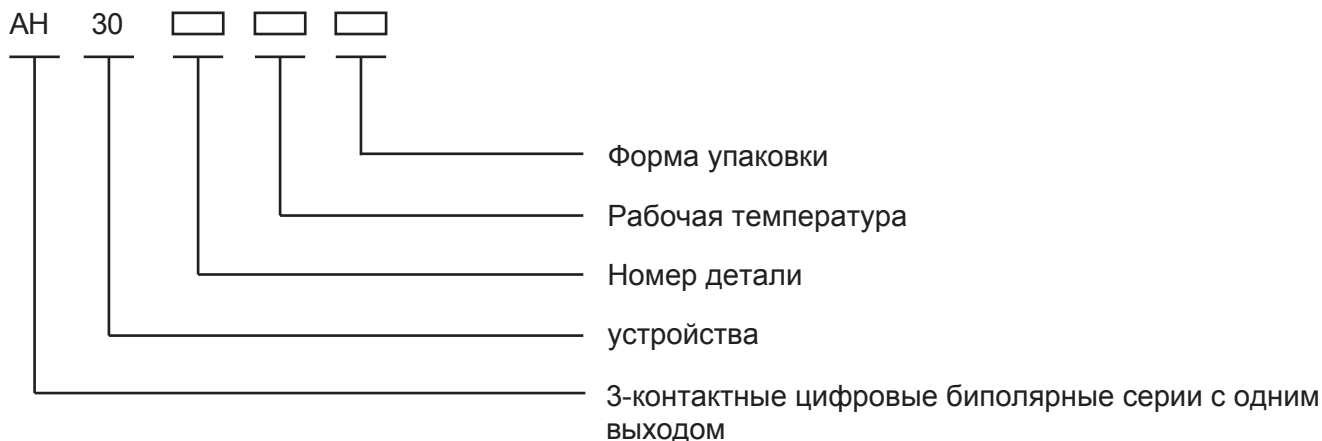 AH 30
Форма упаковки
Рабочая температура
Номер детали
устройства
3-контактные цифровые биполярные серии с одним
выходом